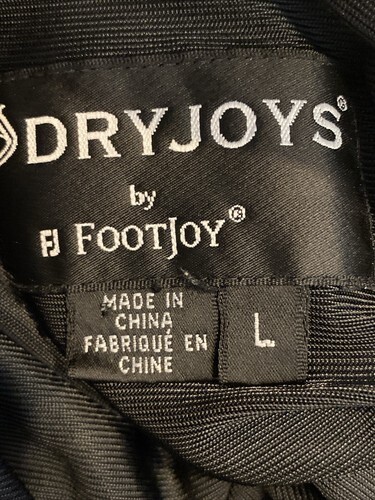 DRYJOYS®
by
FJ FOOTJOY®
MADE IN
CHINA
FABRIQUÉ EN
CHINE
L